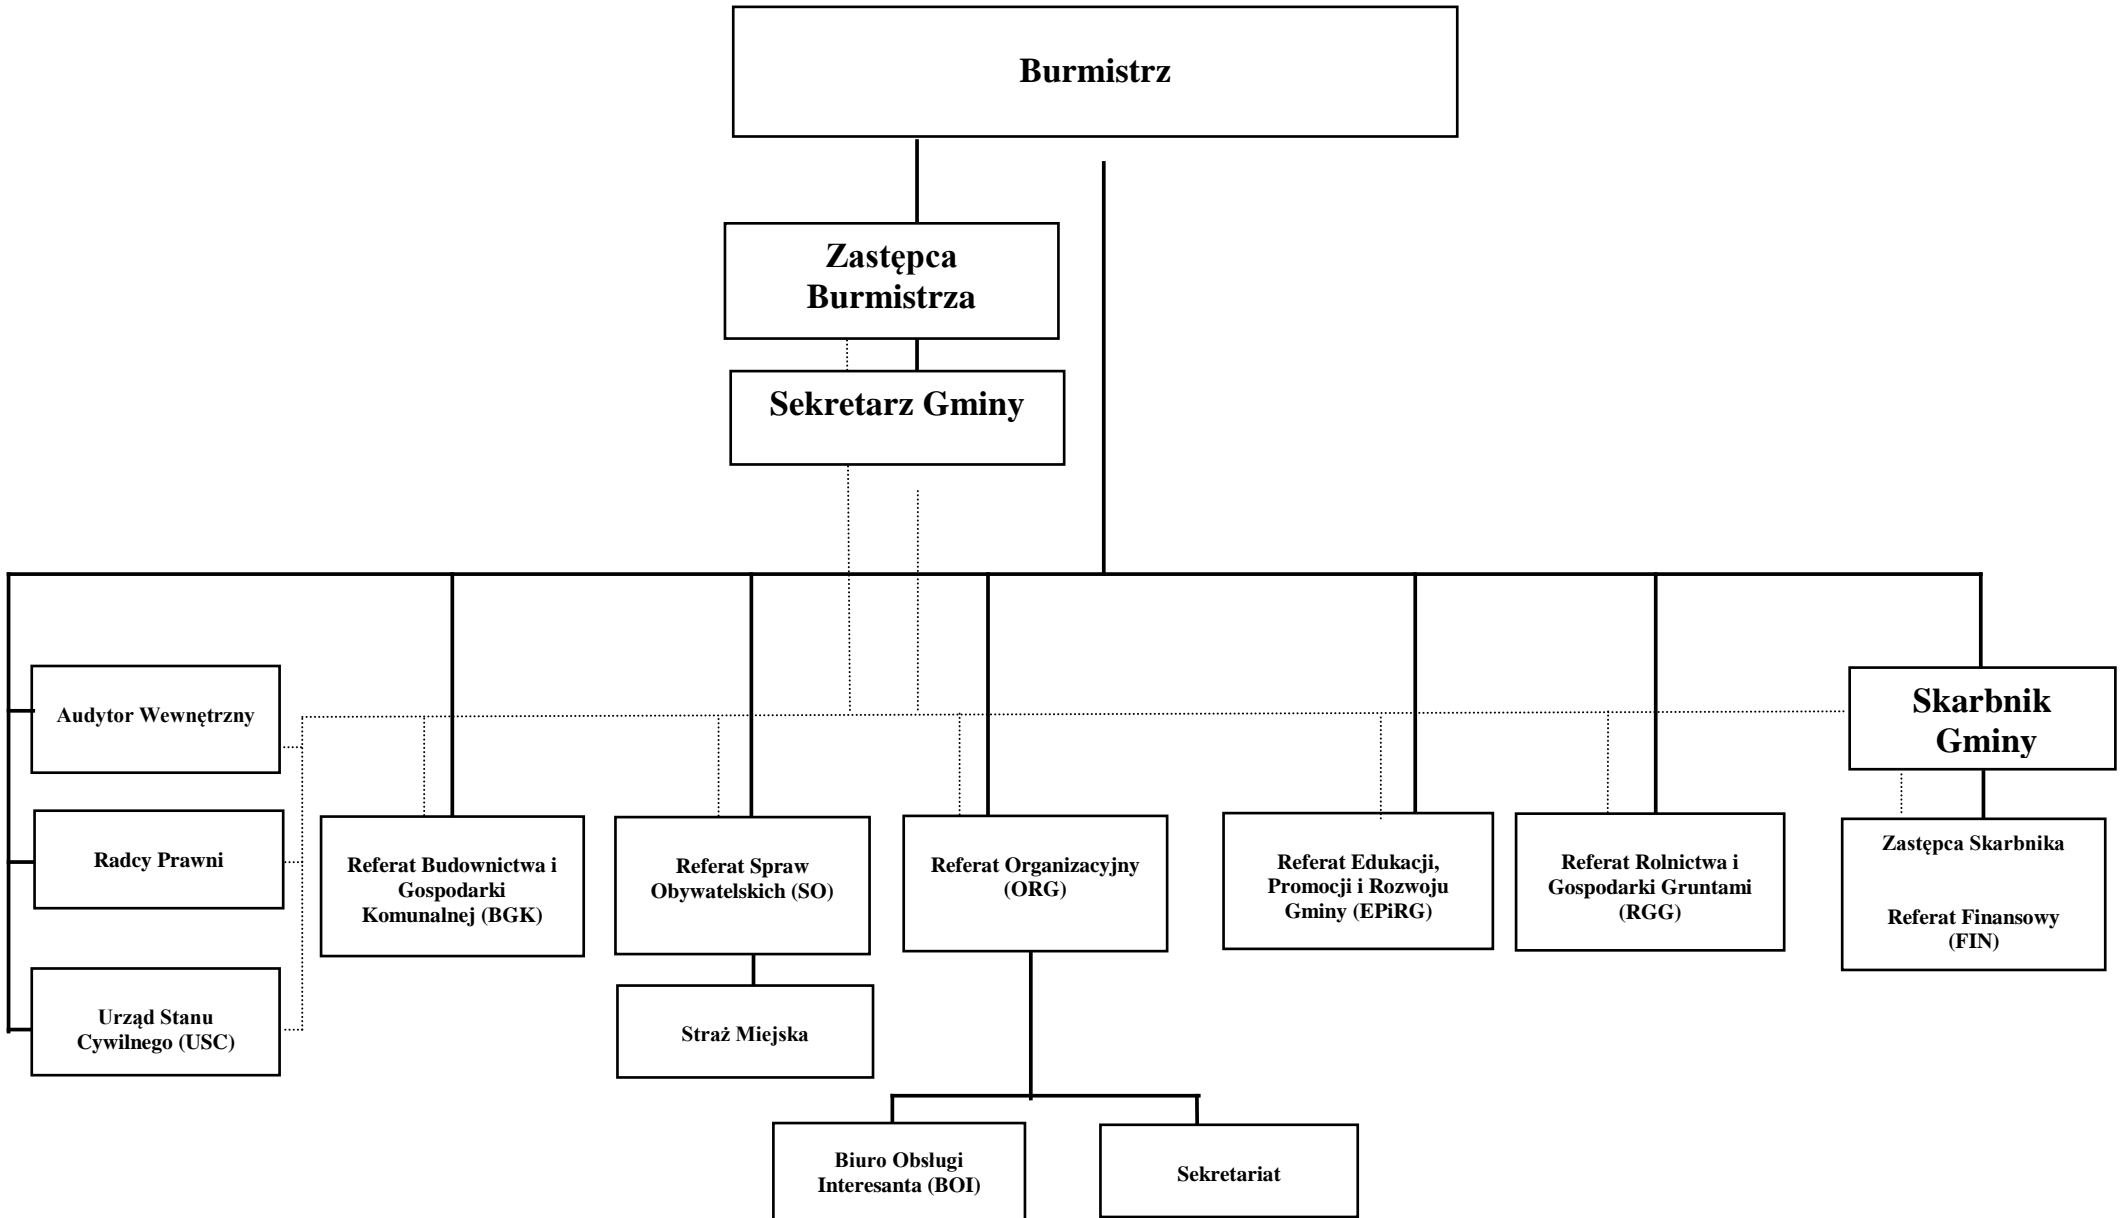 Burmistrz
Zastępca
Burmistrza
Sekretarz Gminy
Audytor Wewnętrzny
Skarbnik
Gminy
Radcy Prawni
Referat Budownictwa i
Gospodarki
Komunalnej (BGK)
Referat Spraw
Obywatelskich (SO)
Referat Organizacyjny
(ORG)
Referat Edukacji,
Promocji i Rozwoju
Gminy (EPiRG)
Referat Rolnictwa i
Gospodarki Gruntami
(RGG)
Zastępca Skarbnika
Referat Finansowy
(FIN)
Urząd Stanu
Cywilnego (USC)
Straż Miejska
Biuro Obsługi
Interesanta (BOI)
Sekretariat